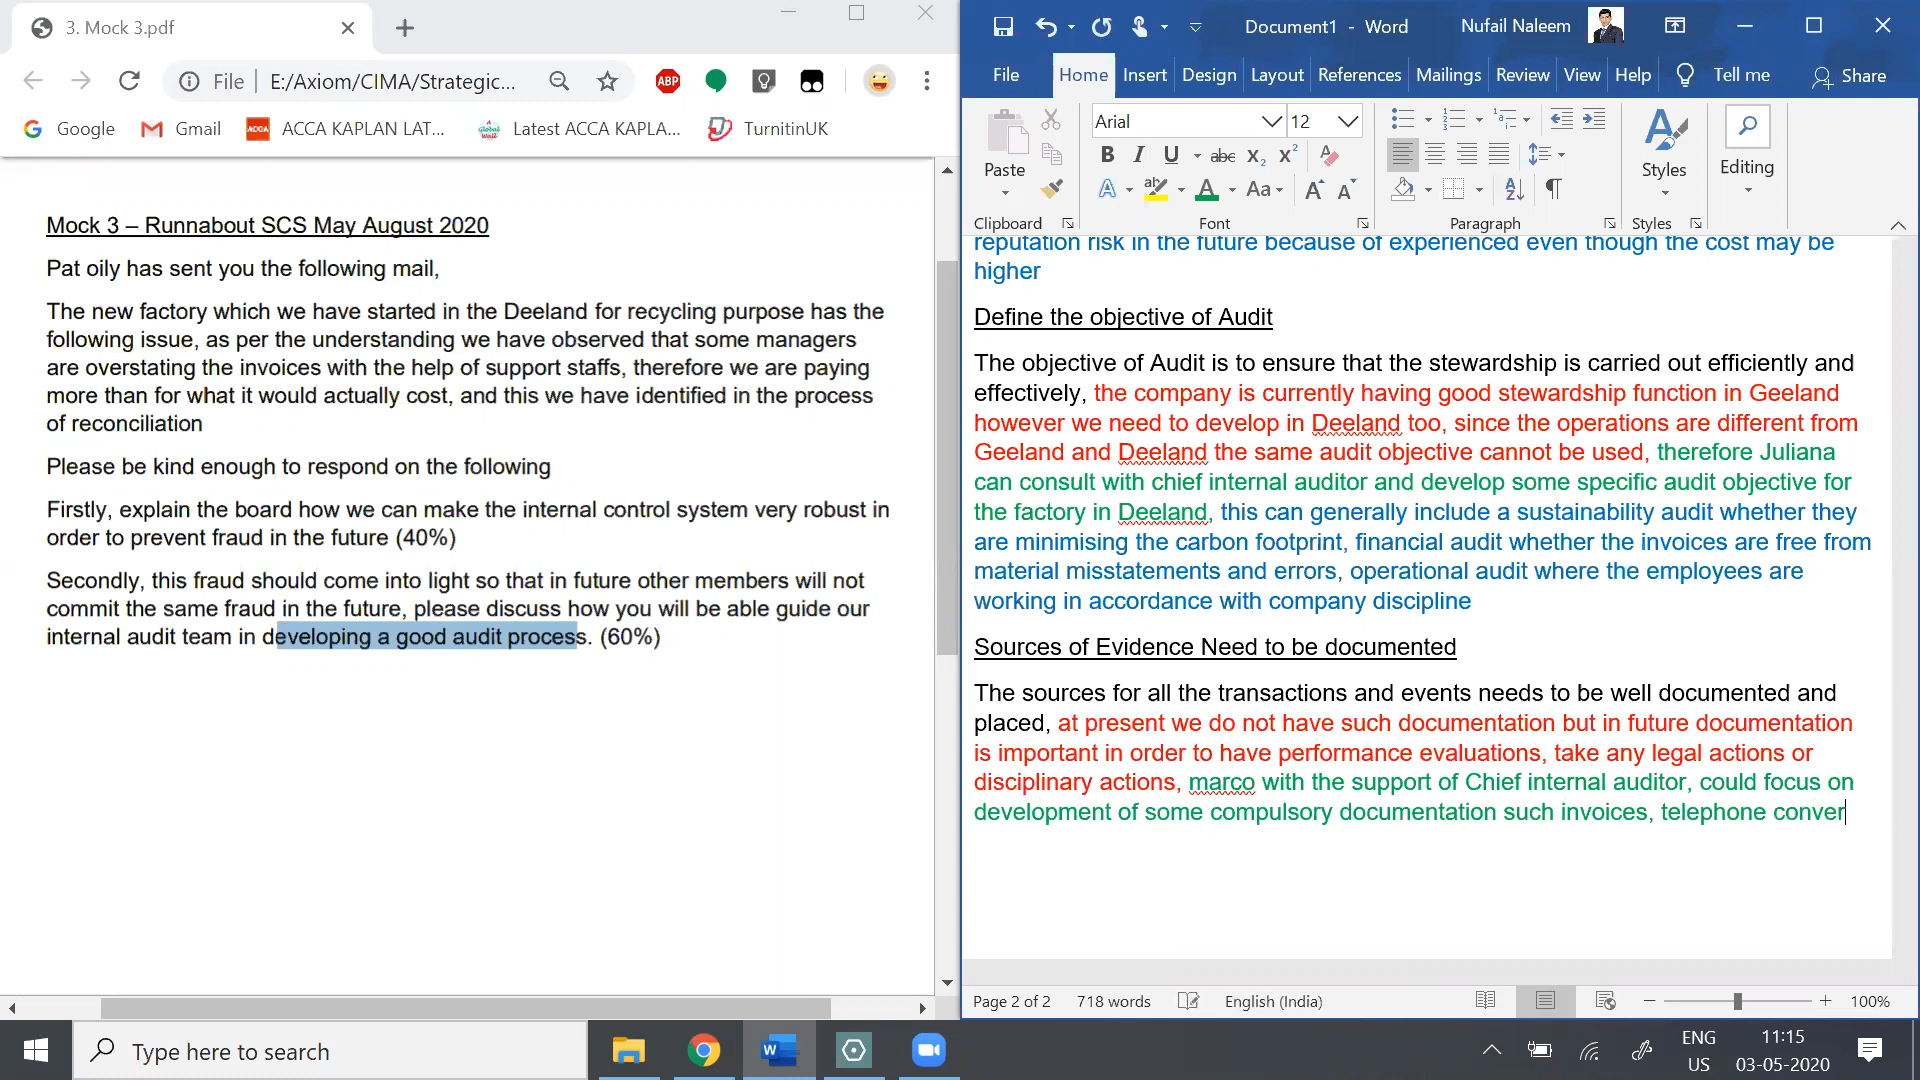 3. Mock 3.pdf
File
E:/Axiom/CIMA/Strategic...
ABP
Google
Gmail
ACCA
ACCA KAPLAN LAT...
Latest ACCA KAPLA...
TurnitinUK
Mock 3 – Runnabout SCS May August 2020
Pat oily has sent you the following mail,
The new factory which we have started in the Deeland for recycling purpose has the
following issue, as per the understanding we have observed that some managers
are overstating the invoices with the help of support staffs, therefore we are paying
more than for what it would actually cost, and this we have identified in the process
of reconciliation
Please be kind enough to respond on the following
Firstly, explain the board how we can make the internal control system very robust in
order to prevent fraud in the future (40%)
Secondly, this fraud should come into light so that in future other members will not
commit the same fraud in the future, please discuss how you will be able guide our
internal audit team in developing a good audit process. (60%)
Document1 - Word
Nufail Naleem
File
Home
Insert
Design
Layout
References
Mailings
Review
View
Help
Tell me
Share
Paste
Clipboard
Arial
12
B I U abc X₂ X²
A Aa A A
Font
Paragraph
Styles
Styles
Editing
reputation risk in the future because of experienced even though the cost may be
higher
Define the objective of Audit
The objective of Audit is to ensure that the stewardship is carried out efficiently and
effectively, the company is currently having good stewardship function in Geeland
however we need to develop in Deeland too, since the operations are different from
Geeland and Deeland the same audit objective cannot be used, therefore Juliana
can consult with chief internal auditor and develop some specific audit objective for
the factory in Deeland, this can generally include a sustainability audit whether they
are minimising the carbon footprint, financial audit whether the invoices are free from
material misstatements and errors, operational audit where the employees are
working in accordance with company discipline
Sources of Evidence Need to be documented
The sources for all the transactions and events needs to be well documented and
placed, at present we do not have such documentation but in future documentation
is important in order to have performance evaluations, take any legal actions or
disciplinary actions, marco with the support of Chief internal auditor, could focus on
development of some compulsory documentation such invoices, telephone conver
Page 2 of 2
718 words
English (India)
100%
Type here to search
ENG
US
11:15
03-05-2020